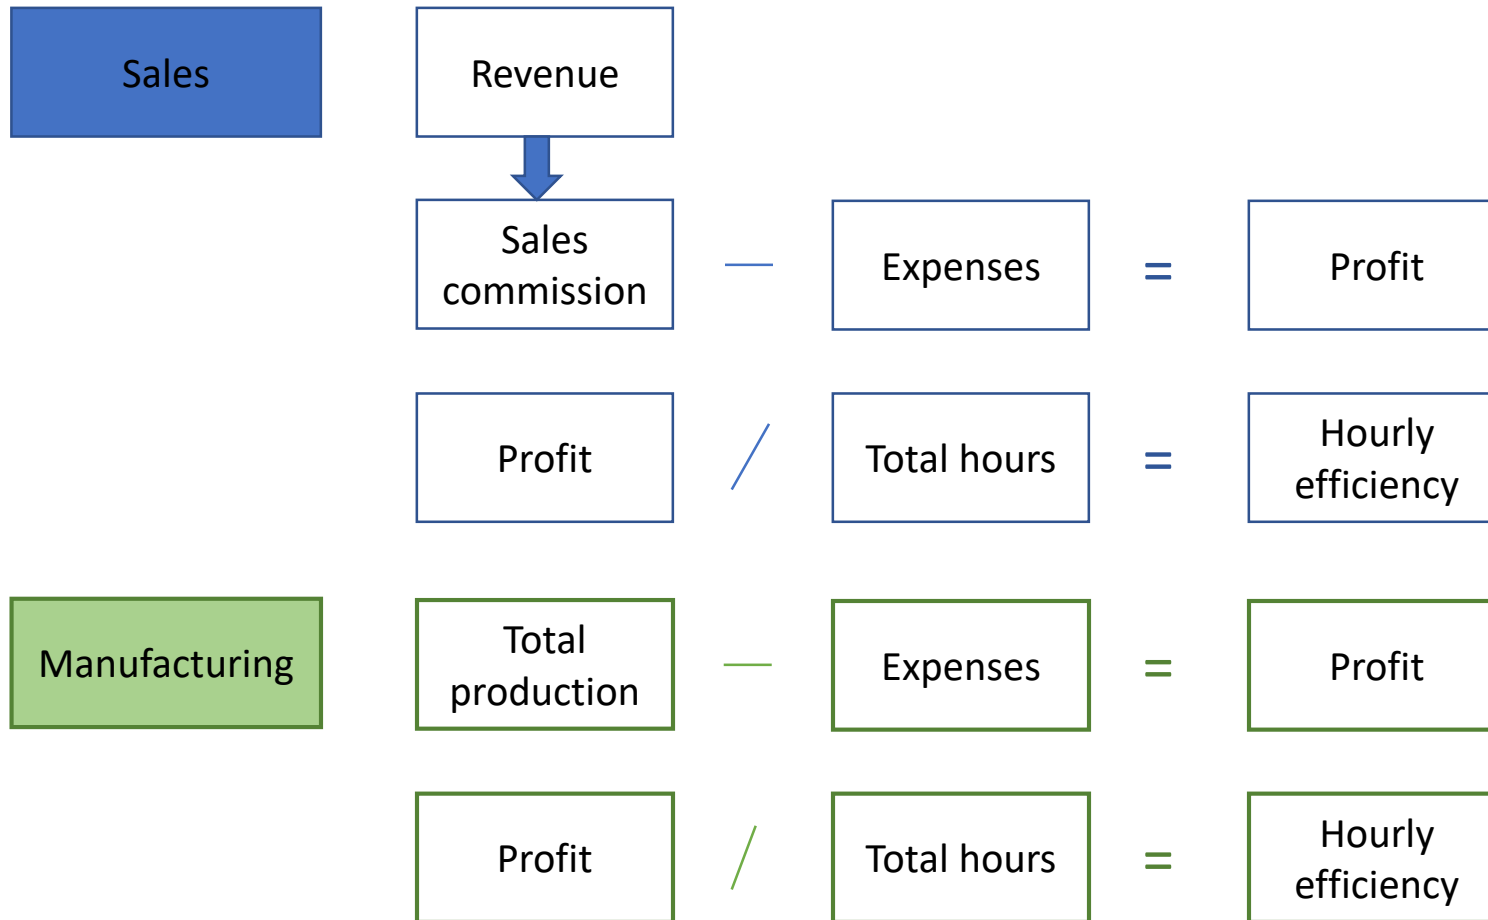 Sales
Revenue
Sales
commission
—
Expenses
=
Profit
Profit
/
Total hours
=
Hourly
efficiency
Manufacturing
Total
production
—
Expenses
=
Profit
Profit
/
Total hours
=
Hourly
efficiency